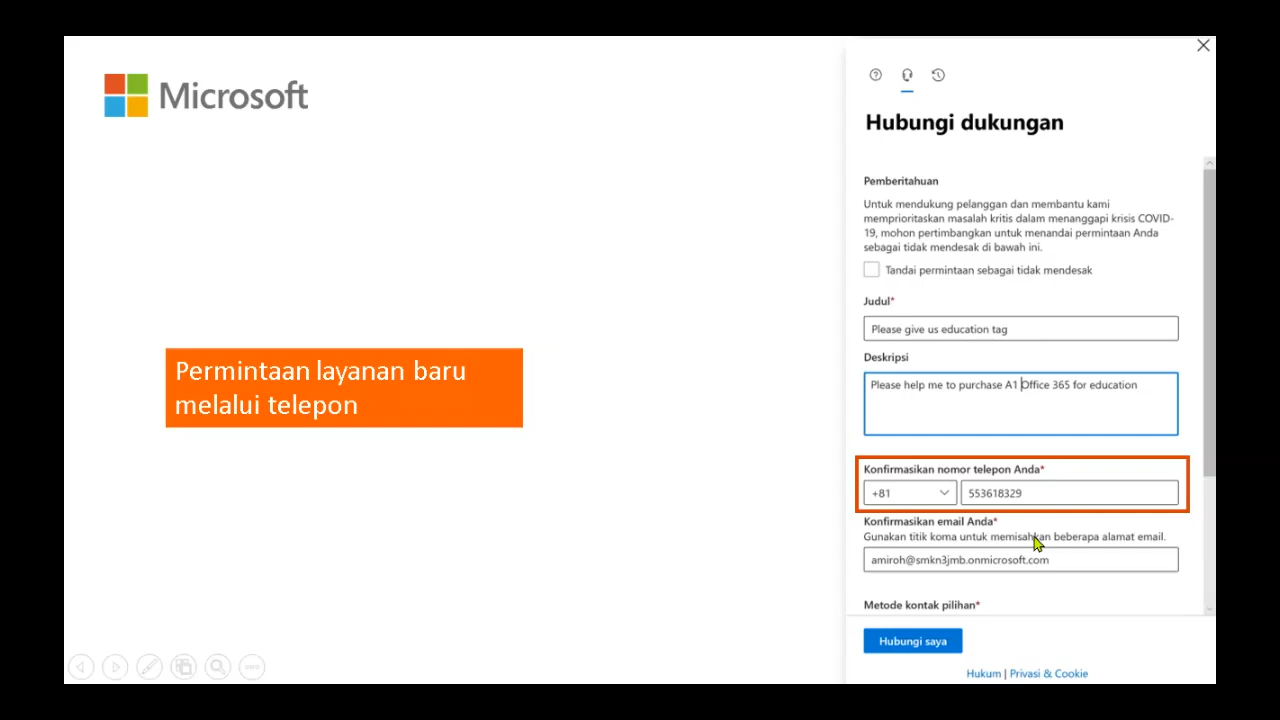 Microsoft
Permintaan layanan baru
melalui telepon
Hubungi dukungan
Pemberitahuan
Untuk mendukung pelanggan dan membantu kami
memprioritaskan masalah kritis dalam menanggapi krisis COVID-
19, mohon pertimbangkan untuk menandai permintaan Anda
sebagai tidak mendesak di bawah ini.
Tandai permintaan sebagai tidak mendesak
Judul*
Please give us education tag
Deskripsi
Please help me to purchase A1 Office 365 for education
Konfirmasikan nomor telepon Anda*
+81 553618329
Konfirmasikan email Anda*
Gunakan titik koma untuk memisahkan beberapa alamat email.
amiroh@smkn3jmb.onmicrosoft.com
Metode kontak pilihan*
Hubungi saya
Hukum | Privasi & Cookie